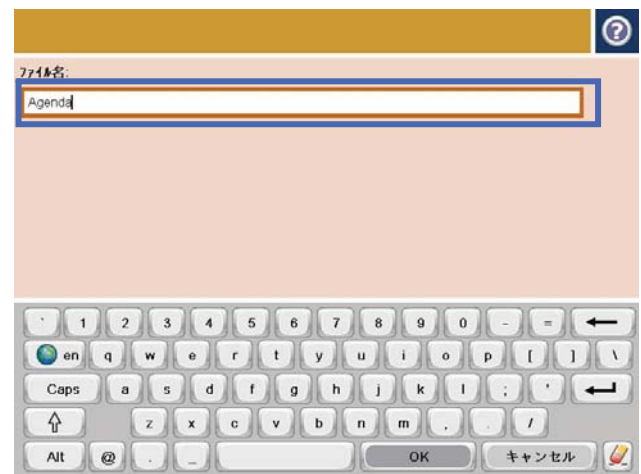 ?
ファイル名:
Agenda
` 1 2 3 4 5 6 7 8 9 0 - =
en q w e r t y u i o p [ ] \
Caps a s d f g h j k l ; '
z x c v b n m , . /
Alt @ . _ OK キャンセル